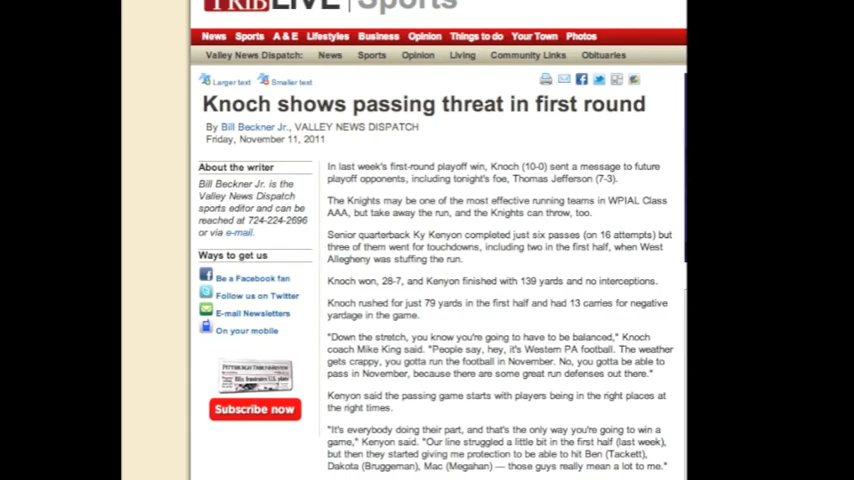 TRIBLIVE | Sports
News Sports A & E Lifestyles Business Opinion Things to do Your Town Photos
Valley News Dispatch: News Sports Opinion Living Community Links Obituaries
Larger text Smaller text
Knoch shows passing threat in first round
By Bill Beckner Jr., VALLEY NEWS DISPATCH
Friday, November 11, 2011
About the writer
Bill Beckner Jr. is the
Valley News Dispatch
sports editor and can be
reached at 724-224-2696
or via e-mail.
Ways to get us
Be a Facebook fan
Follow us on Twitter
E-mail Newsletters
On your mobile
Subscribe now
In last week's first-round playoff win, Knoch (10-0) sent a message to future
playoff opponents, including tonight's foe, Thomas Jefferson (7-3).
The Knights may be one of the most effective running teams in WPIAL Class
AAA, but take away the run, and the Knights can throw, too.
Senior quarterback Ky Kenyon completed just six passes (on 16 attempts) but
three of them went for touchdowns, including two in the first half, when West
Allegheny was stuffing the run.
Knoch won, 28-7, and Kenyon finished with 139 yards and no interceptions.
Knoch rushed for just 79 yards in the first half and had 13 carries for negative
yardage in the game.
"Down the stretch, you know you're going to have to be balanced," Knoch
coach Mike King said. "People say, hey, it's Western PA football. The weather
gets crappy, you gotta run the football in November. No, you gotta be able to
pass in November, because there are some great run defenses out there."
Kenyon said the passing game starts with players being in the right places at
the right times.
"It's everybody doing their part, and that's the only way you're going to win a
game," Kenyon said. "Our line struggled a little bit in the first half (last week),
but then they started giving me protection to be able to hit Ben (Tackett),
Dakota (Bruggeman), Mac (Megahan) — those guys really mean a lot to me."